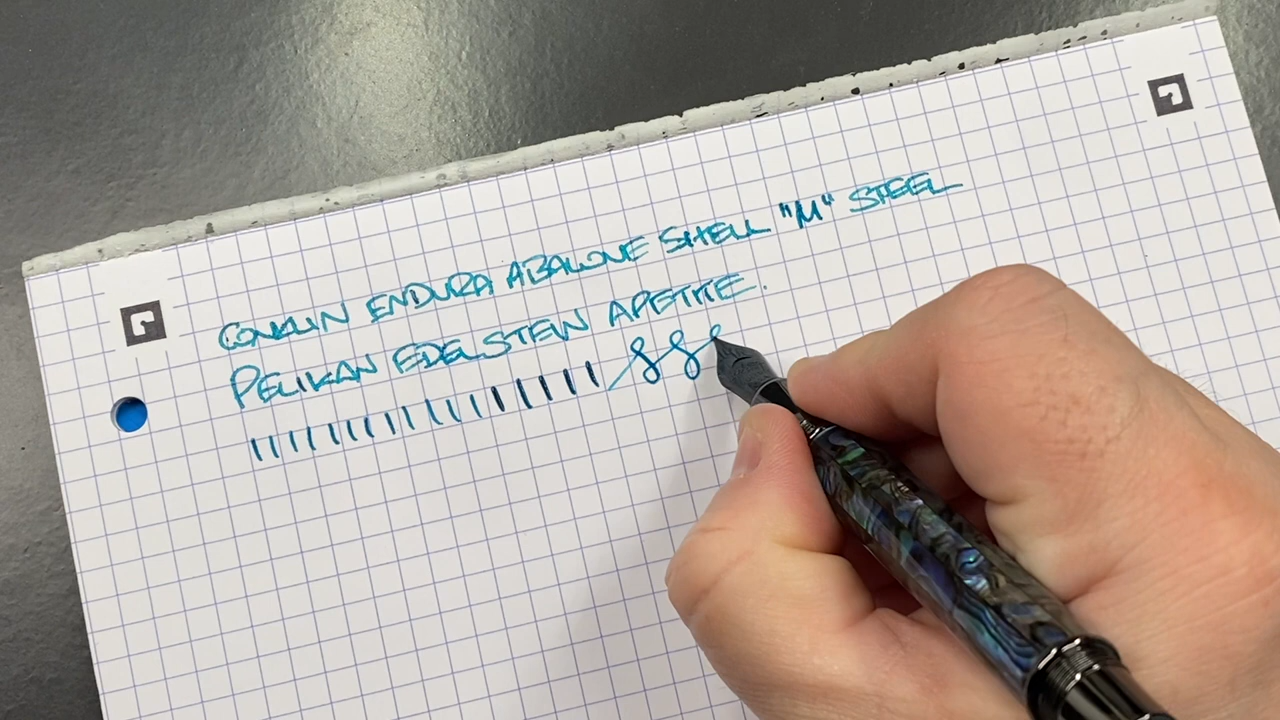 CONKLIN ENDURA ABALONE SHELL "M" STEEL
PELIKAN EDELSTEIN APETITE.